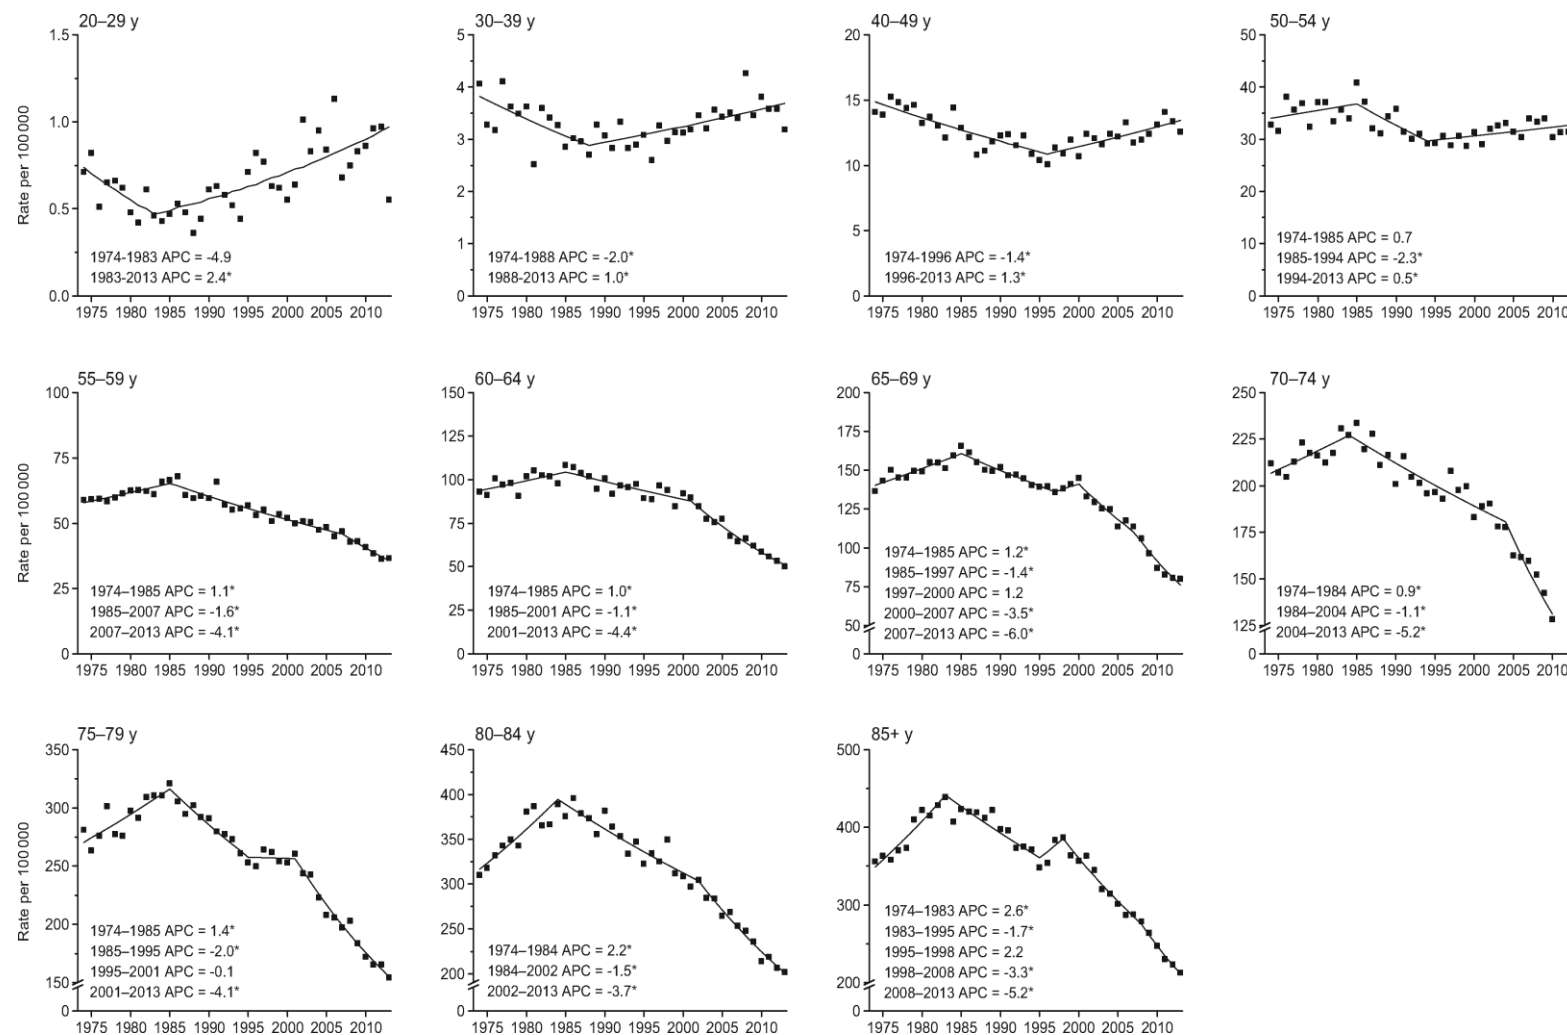 20–29 y
Rate per 100 000
1.5
1.0
0.5
0.0
1974-1983 APC = -4.9
1983-2013 APC = 2.4*
1975 1980 1985 1990 1995 2000 2005 2010
30–39 y
5
4
3
2
1
0
1974-1988 APC = -2.0*
1988-2013 APC = 1.0*
1975 1980 1985 1990 1995 2000 2005 2010
40–49 y
20
15
10
5
0
1974-1996 APC = -1.4*
1996-2013 APC = 1.3*
1975 1980 1985 1990 1995 2000 2005 2010
50–54 y
50
40
30
20
10
0
1974-1985 APC = 0.7
1985-1994 APC = -2.3*
1994-2013 APC = 0.5*
1975 1980 1985 1990 1995 2000 2005 2010
55–59 y
Rate per 100 000
100
75
50
25
0
1974–1985 APC = 1.1*
1985–2007 APC = -1.6*
2007–2013 APC = -4.1*
1975 1980 1985 1990 1995 2000 2005 2010
60–64 y
150
125
100
75
50
25
0
1974–1985 APC = 1.0*
1985–2001 APC = -1.1*
2001–2013 APC = -4.4*
1975 1980 1985 1990 1995 2000 2005 2010
65–69 y
200
175
150
125
100
75
50
0
1974–1985 APC = 1.2*
1985–1997 APC = -1.4*
1997–2000 APC = 1.2
2000–2007 APC = -3.5*
2007–2013 APC = -6.0*
1975 1980 1985 1990 1995 2000 2005 2010
70–74 y
250
225
200
175
150
125
0
1974–1984 APC = 0.9*
1984–2004 APC = -1.1*
2004–2013 APC = -5.2*
1975 1980 1985 1990 1995 2000 2005 2010
75–79 y
Rate per 100 000
350
300
250
200
150
0
1974–1985 APC = 1.4*
1985–1995 APC = -2.0*
1995–2001 APC = -0.1
2001–2013 APC = -4.1*
1975 1980 1985 1990 1995 2000 2005 2010
80–84 y
450
400
350
300
250
200
0
1974–1984 APC = 2.2*
1984–2002 APC = -1.5*
2002–2013 APC = -3.7*
1975 1980 1985 1990 1995 2000 2005 2010
85+ y
500
400
300
200
0
1974–1983 APC = 2.6*
1983–1995 APC = -1.7*
1995–1998 APC = 2.2
1998–2008 APC = -3.3*
2008–2013 APC = -5.2*
1975 1980 1985 1990 1995 2000 2005 2010